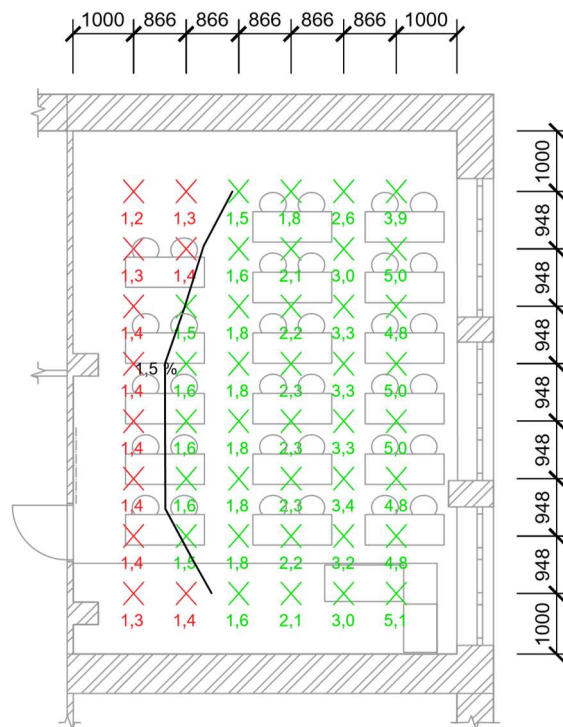 1000 866 866 866 866 866 1000
1000
1,2 1,3 1,5 1,8 2,6 3,9
948
1,3 1,4 1,6 2,1 3,0 5,0
948
1,4 1,5 1,8 2,2 3,3 4,8
948
1,5 %
1,4 1,6 1,8 2,3 3,3 5,0
948
1,4 1,6 1,8 2,3 3,3 5,0
948
1,4 1,6 1,8 2,3 3,4 4,8
948
1,4 1,5 1,8 2,2 3,2 4,8
948
1,3 1,4 1,6 2,1 3,0 5,1
1000